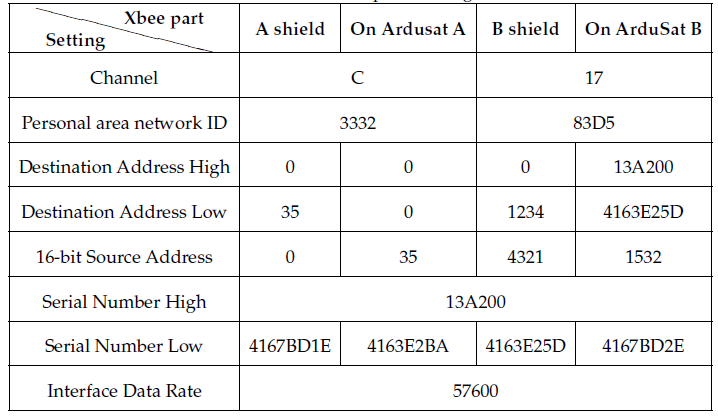 Xbee part
Setting
A shield On Ardusat A B shield On ArduSat B
Channel C 17
Personal area network ID 3332 83D5
Destination Address High 0 0 0 13A200
Destination Address Low 35 0 1234 4163E25D
16-bit Source Address 0 35 4321 1532
Serial Number High 13A200
Serial Number Low 4167BD1E 4163E2BA 4163E25D 4167BD2E
Interface Data Rate 57600